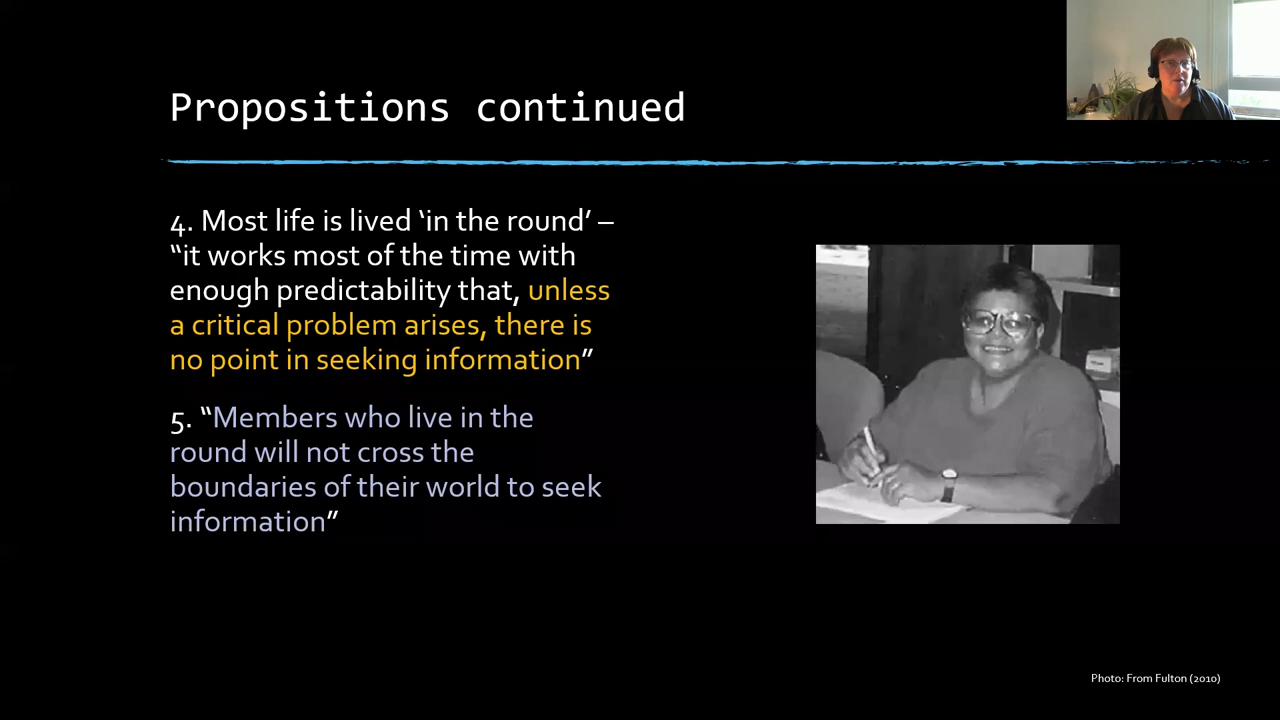 Propositions continued
4. Most life is lived ‘in the round’ –
“it works most of the time with
enough predictability that, unless
a critical problem arises, there is
no point in seeking information”
5. “Members who live in the
round will not cross the
boundaries of their world to seek
information”
Photo: From Fulton (2010)